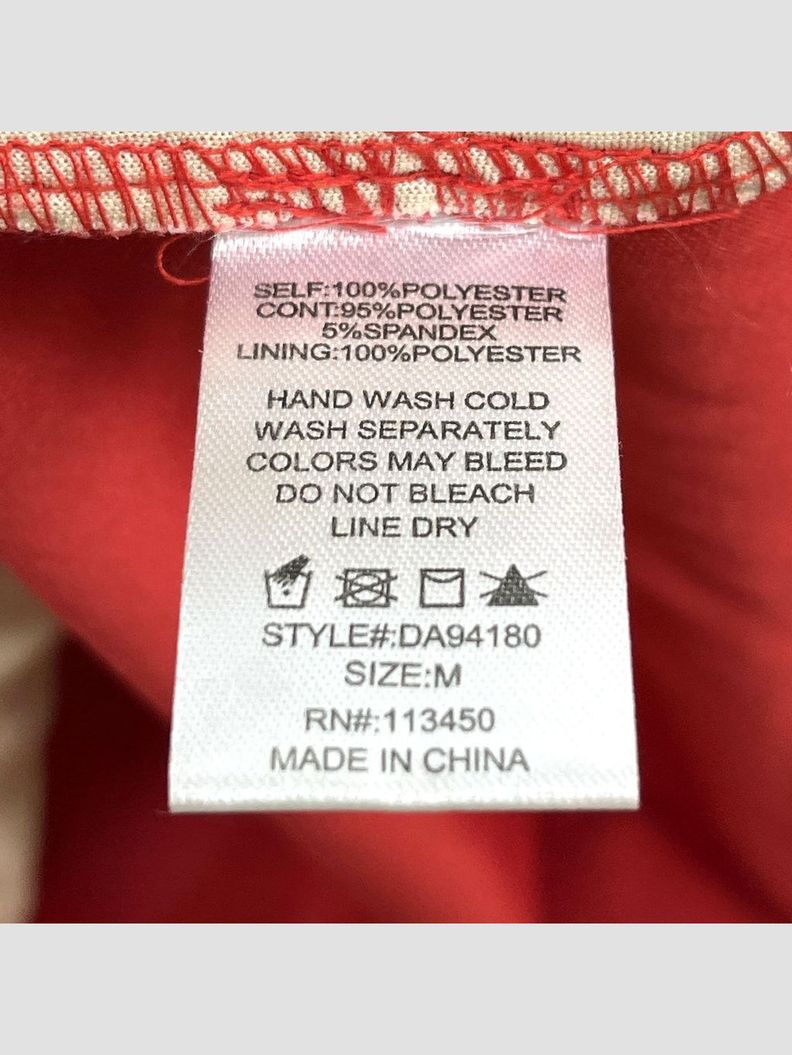 SELF:100%POLYESTER
CONT:95%POLYESTER
5%SPANDEX
LINING:100%POLYESTER
HAND WASH COLD
WASH SEPARATELY
COLORS MAY BLEED
DO NOT BLEACH
LINE DRY
STYLE#:DA94180
SIZE:M
RN#:113450
MADE IN CHINA